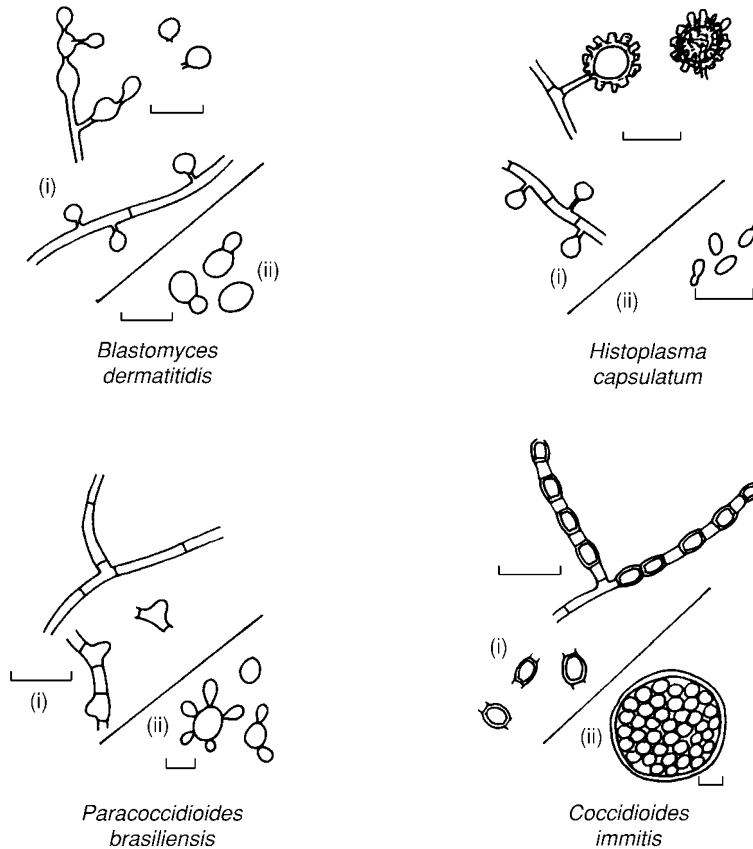 (i)
(ii)
Blastomyces
dermatitidis
(i)
(ii)
Histoplasma
capsulatum
(i)
(ii)
Paracoccidioides
brasiliensis
(i)
(ii)
Coccidioides
immitis